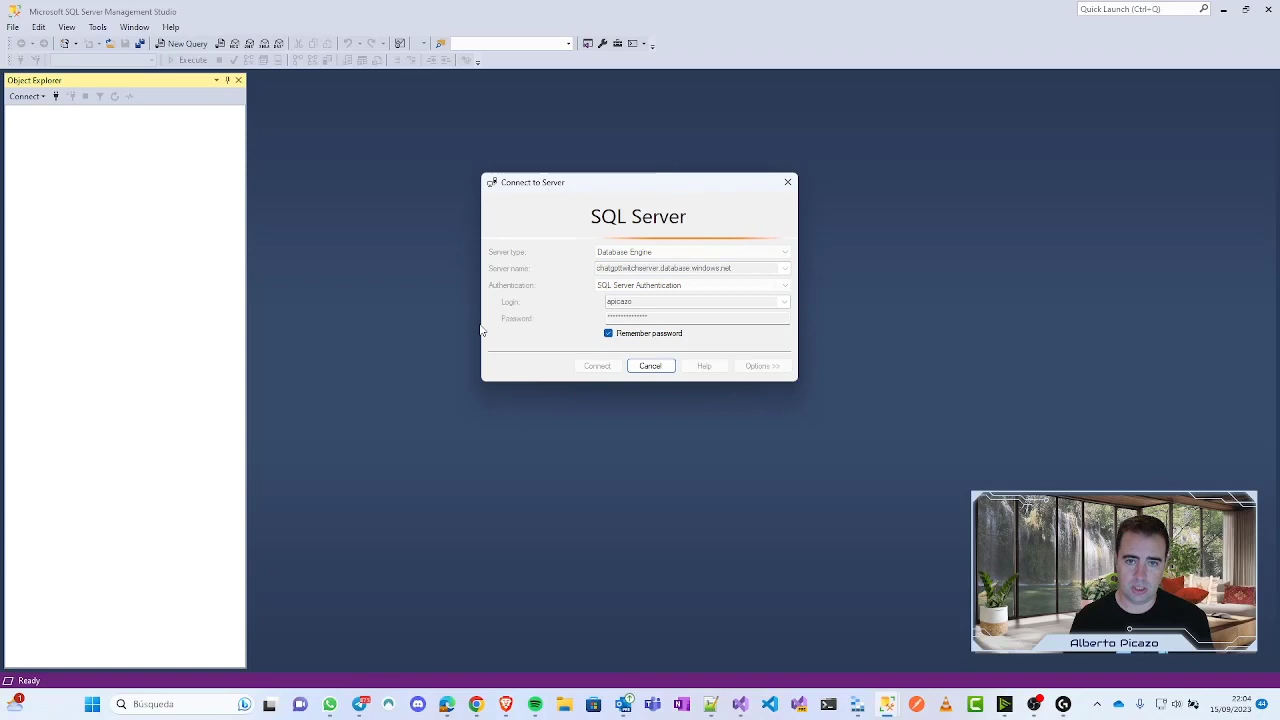 Microsoft SQL Server Management Studio
Quick Launch (Ctrl+Q)
File Edit View Tools Window Help
New Query
Execute
Object Explorer
Connect
Connect to Server
SQL Server
Server type: Database Engine
Server name: chatgpttwitchserver.database.windows.net
Authentication: SQL Server Authentication
Login: apicazo
Password: ***************
Remember password
Connect Cancel Help Options >>
Alberto Picazo
Ready
Búsqueda
22:04
15/09/2023